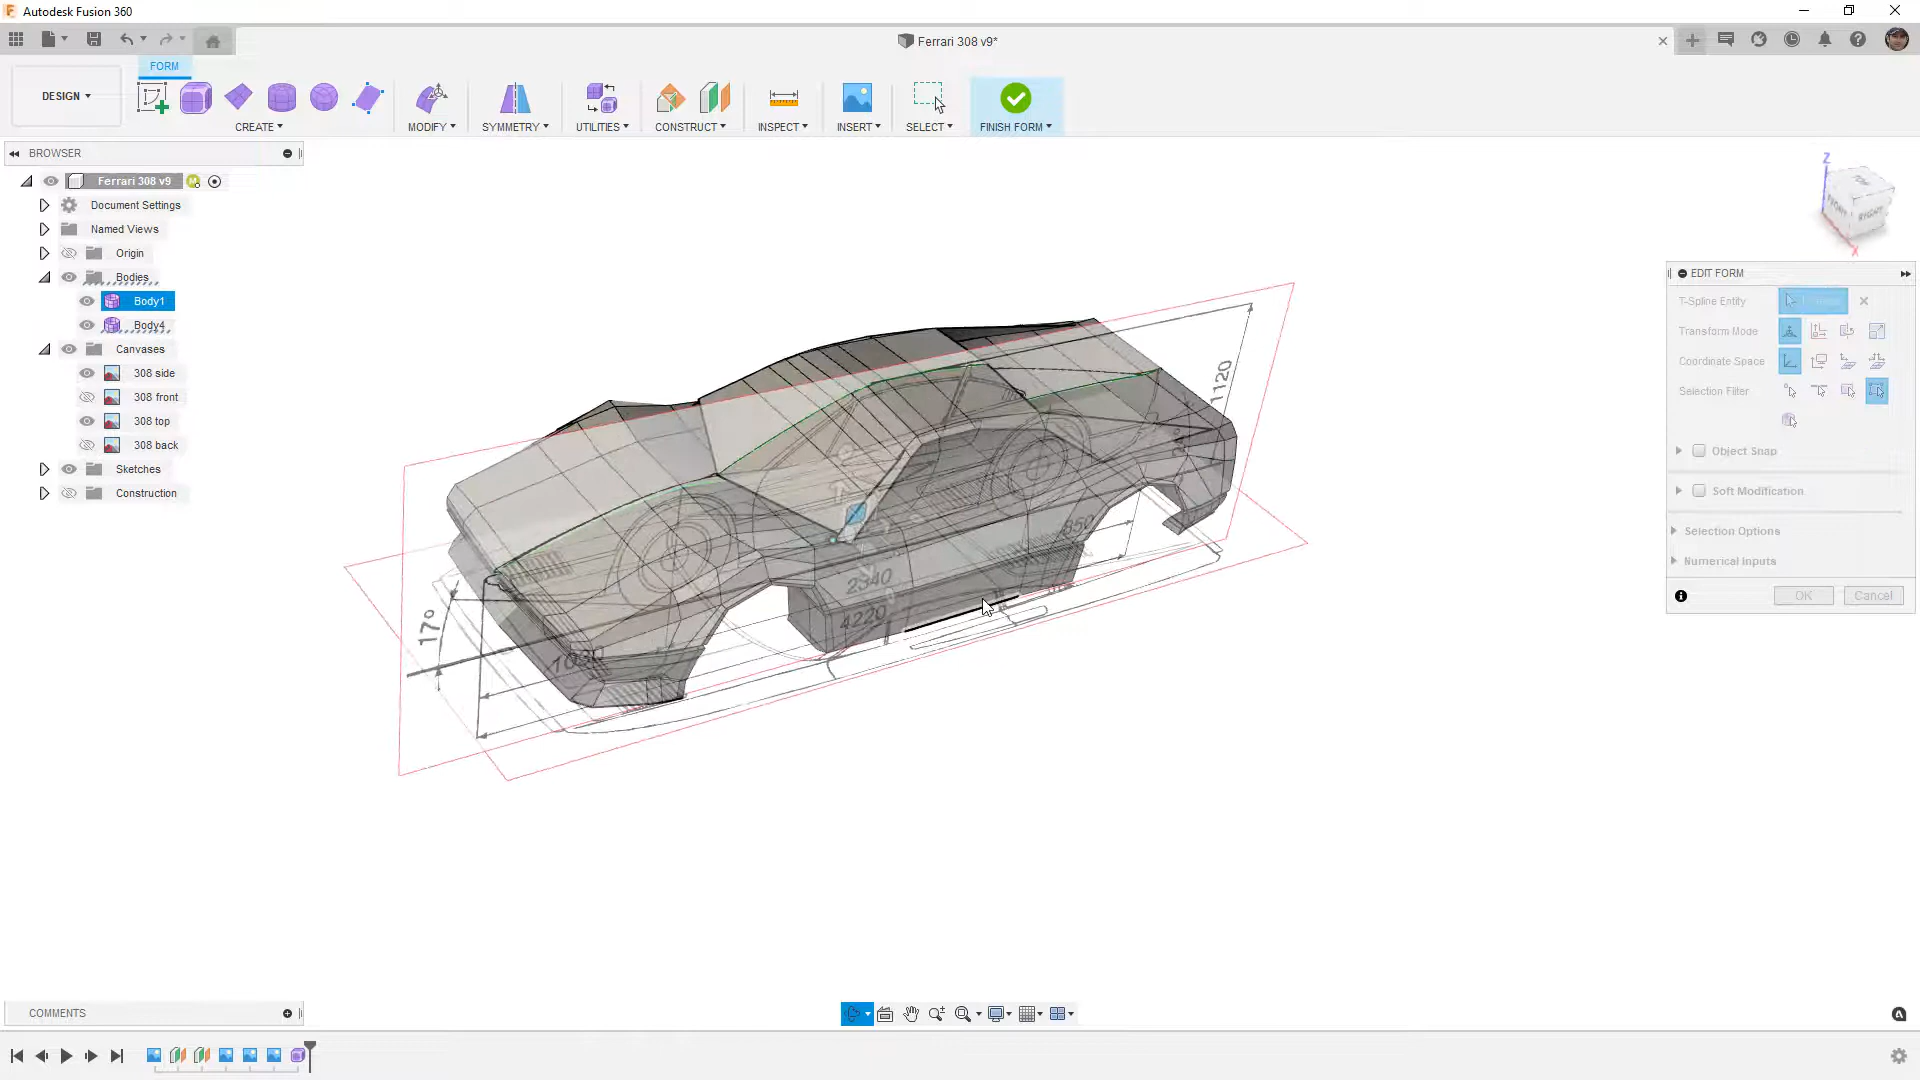 Autodesk Fusion 360
Ferrari 308 v9*
FORM
DESIGN
CREATE
MODIFY
SYMMETRY
UTILITIES
CONSTRUCT
INSPECT
INSERT
SELECT
FINISH FORM
BROWSER
Ferrari 308 v9
Document Settings
Named Views
Origin
Bodies
Body1
Body4
Canvases
308 side
308 front
308 top
308 back
Sketches
Construction
Z
TOP
FRONT
RIGHT
X
EDIT FORM
T-Spline Entity
Transform Mode
Coordinate Space
Selection Filter
Object Snap
Soft Modification
Selection Options
Numerical Inputs
OK
Cancel
1120
850
2340
4220
17°
COMMENTS